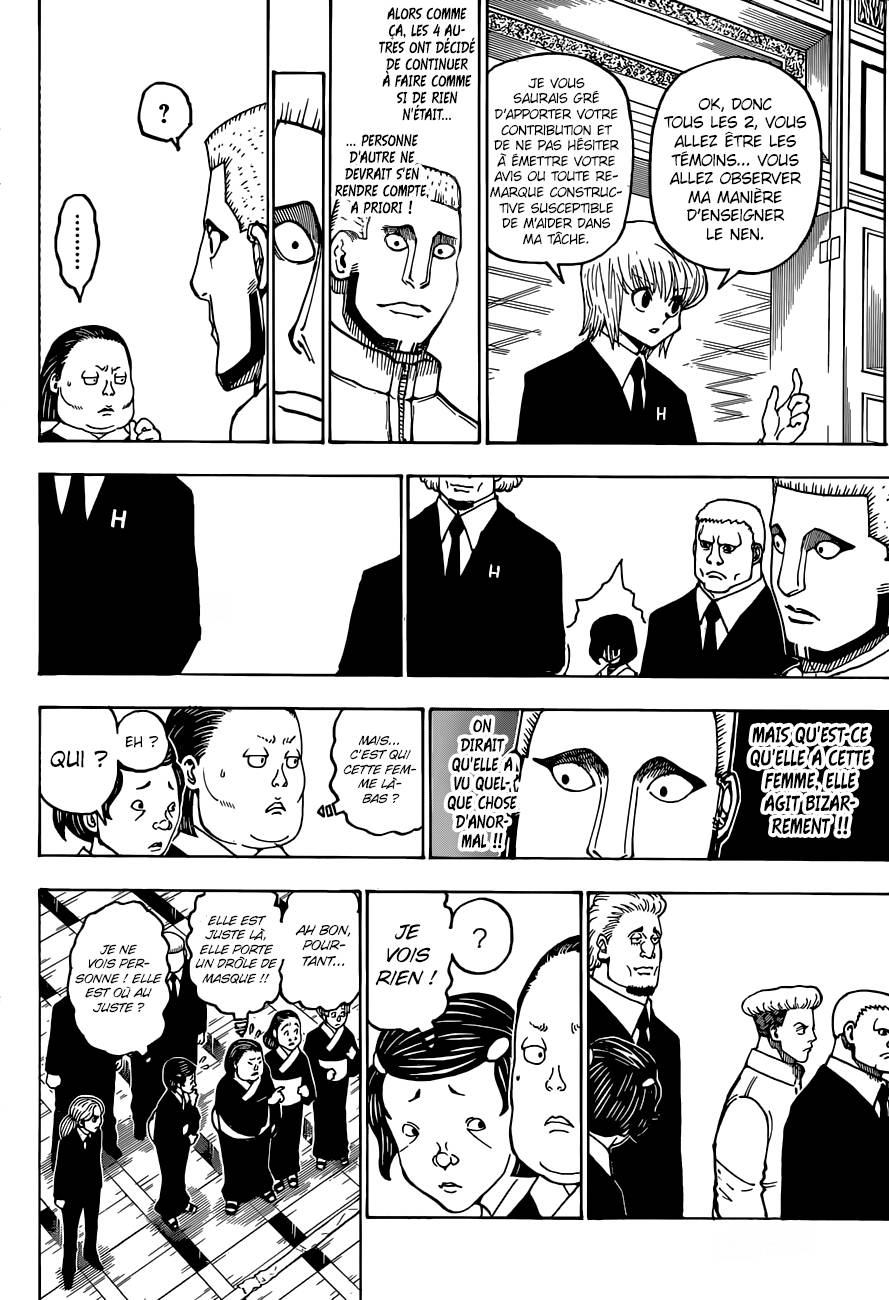 OK, DONC
TOUS LES 2, VOUS
ALLEZ ÊTRE LES
TÉMOINS... VOUS
ALLEZ OBSERVER
MA MANIÈRE
D'ENSEIGNER
LE NEN.
JE VOUS
SAURAIS GRÉ
D'APPORTER VOTRE
CONTRIBUTION ET
DE NE PAS HÉSITER
À ÉMETTRE VOTRE
AVIS OU TOUTE RE-
MARQUE CONSTRUC-
TIVE SUSCEPTIBLE
DE M'AIDER DANS
MA TÂCHE.
H
ALORS COMME
ÇA, LES 4 AU-
TRES ONT DÉCIDÉ
DE CONTINUER
À FAIRE COMME
SI DE RIEN
N'ÉTAIT...
... PERSONNE
D'AUTRE NE
DEVRAIT S'EN
RENDRE COMPTE,
A PRIORI !
?
........
H
H
MAIS QU'EST-CE
QU'ELLE A CETTE
FEMME, ELLE
AGIT BIZAR-
REMENT !!
ON
DIRAIT
QU'ELLE A
VU QUEL-
QUE CHOSE
D'ANOR-
MAL !!
MAIS...
C'EST QUI
CETTE FEM-
ME LÀ-
BAS ?
EH ?
QUI ?
?
JE
VOIS
RIEN !
AH BON,
POUR-
TANT...
ELLE EST
JUSTE LÀ,
ELLE PORTE
UN DRÔLE DE
MASQUE !!
JE NE
VOIS PER-
SONNE ! ELLE
EST OÙ AU
JUSTE ?